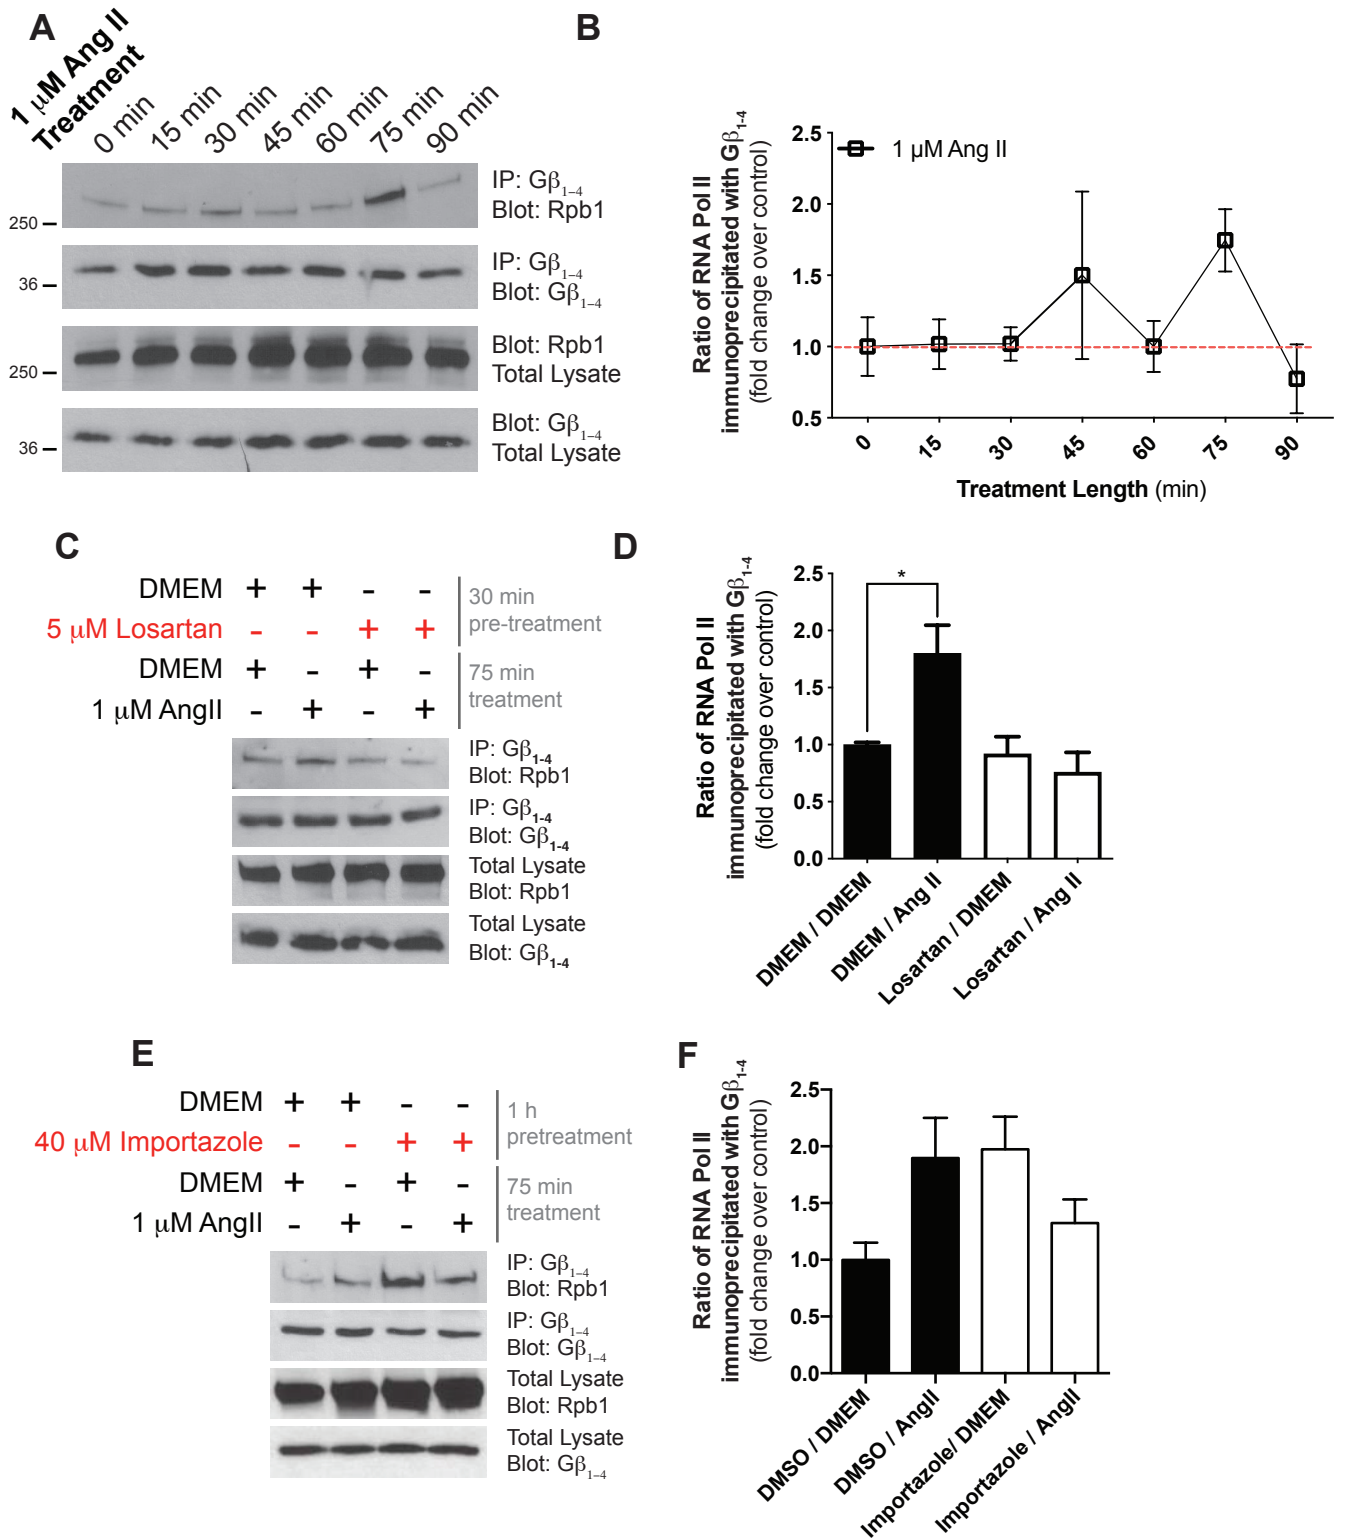 A
1 μM Ang II
Treatment
0 min
15 min
30 min
45 min
60 min
75 min
90 min
IP: Gβ1–4
Blot: Rpb1
250
IP: Gβ1–4
Blot: Gβ1–4
36
Blot: Rpb1
Total Lysate
250
Blot: Gβ1–4
Total Lysate
36
B
Ratio of RNA Pol II
immunoprecipitated with Gβ1-4
(fold change over control)
2.5
2.0
1.5
1.0
0.5
1 μM Ang II
0
15
30
45
60
75
90
Treatment Length (min)
C
DMEM + + - -
5 μM Losartan - - + +
30 min
pre-treatment
DMEM + - + -
1 μM AngII - + - +
75 min
treatment
IP: Gβ1-4
Blot: Rpb1
IP: Gβ1-4
Blot: Gβ1-4
Total Lysate
Blot: Rpb1
Total Lysate
Blot: Gβ1-4
D
Ratio of RNA Pol II
immunoprecipitated with Gβ1-4
(fold change over control)
2.5
2.0
1.5
1.0
0.5
0.0
*
DMEM / DMEM
DMEM / Ang II
Losartan / DMEM
Losartan / Ang II
E
DMEM + + - -
40 μM Importazole - - + +
1 h
pretreatment
DMEM + - + -
1 μM AngII - + - +
75 min
treatment
IP: Gβ1–4
Blot: Rpb1
IP: Gβ1–4
Blot: Gβ1–4
Total Lysate
Blot: Rpb1
Total Lysate
Blot: Gβ1–4
F
Ratio of RNA Pol II
immunoprecipitated with Gβ1-4
(fold change over control)
2.5
2.0
1.5
1.0
0.5
0.0
DMSO / DMEM
DMSO / AngII
Importazole/ DMEM
Importazole / AngII